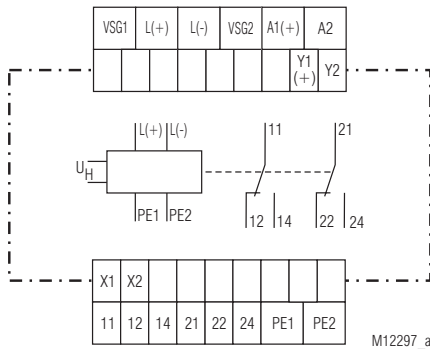 VSG1 L(+) L(-) VSG2 A1(+) A2
Y1 (+) Y2
L(+) L(-) 11 21
UH
PE1 PE2 12 14 22 24
X1 X2
11 12 14 21 22 24 PE1 PE2
M12297_a